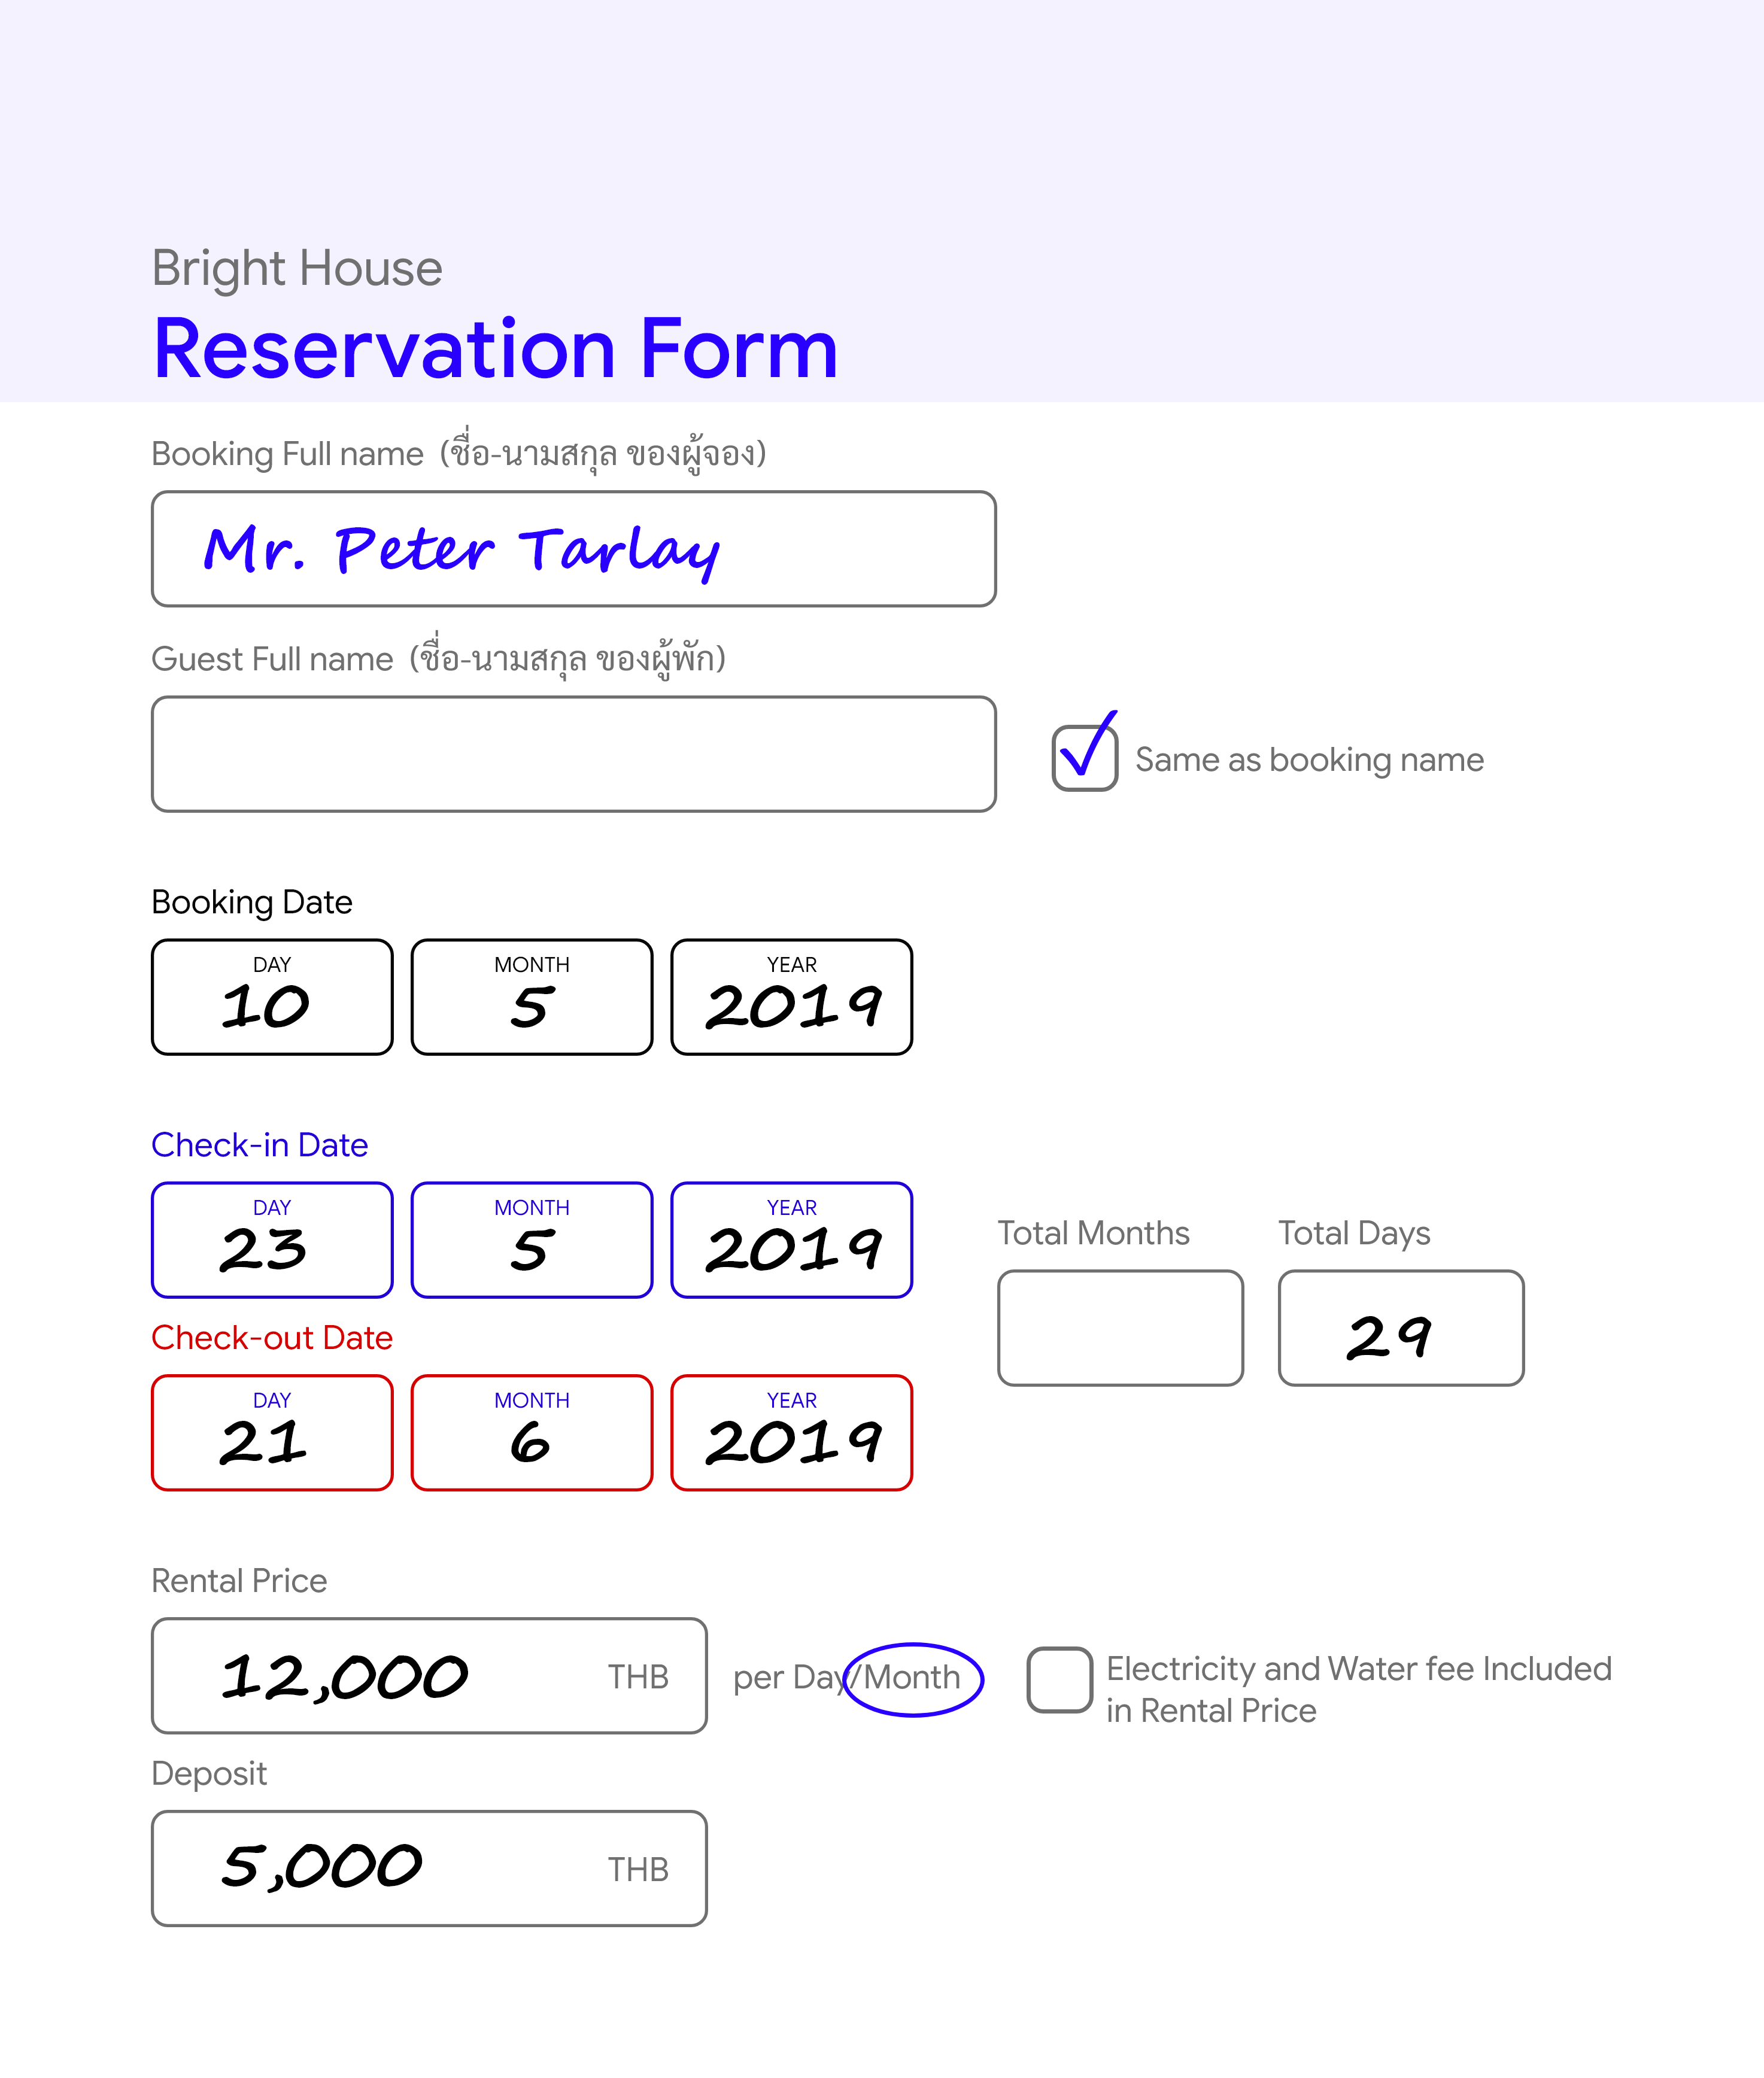 Bright House
Reservation Form
Booking Full name (ชื่อ-นามสกุล ของผู้จอง)
Mr. Peter Tarlay
Guest Full name (ชื่อ-นามสกุล ของผู้พัก)
Same as booking name
Booking Date
DAY MONTH YEAR
10 5 2019
Check-in Date
DAY MONTH YEAR
23 5 2019
Total Months Total Days
29
Check-out Date
DAY MONTH YEAR
21 6 2019
Rental Price
12,000 THB per Day/Month
Electricity and Water fee Included
in Rental Price
Deposit
5,000 THB